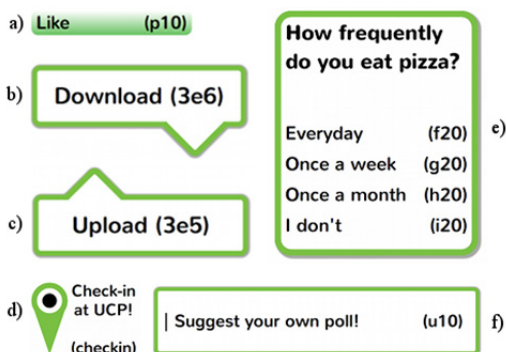 a) Like (p10)
b) Download (3e6)
c) Upload (3e5)
d) Check-in
at UCP!
(checkin)
How frequently
do you eat pizza?
Everyday (f20)
Once a week (g20)
Once a month (h20)
I don't (i20)
e)
| Suggest your own poll! (u10) f)